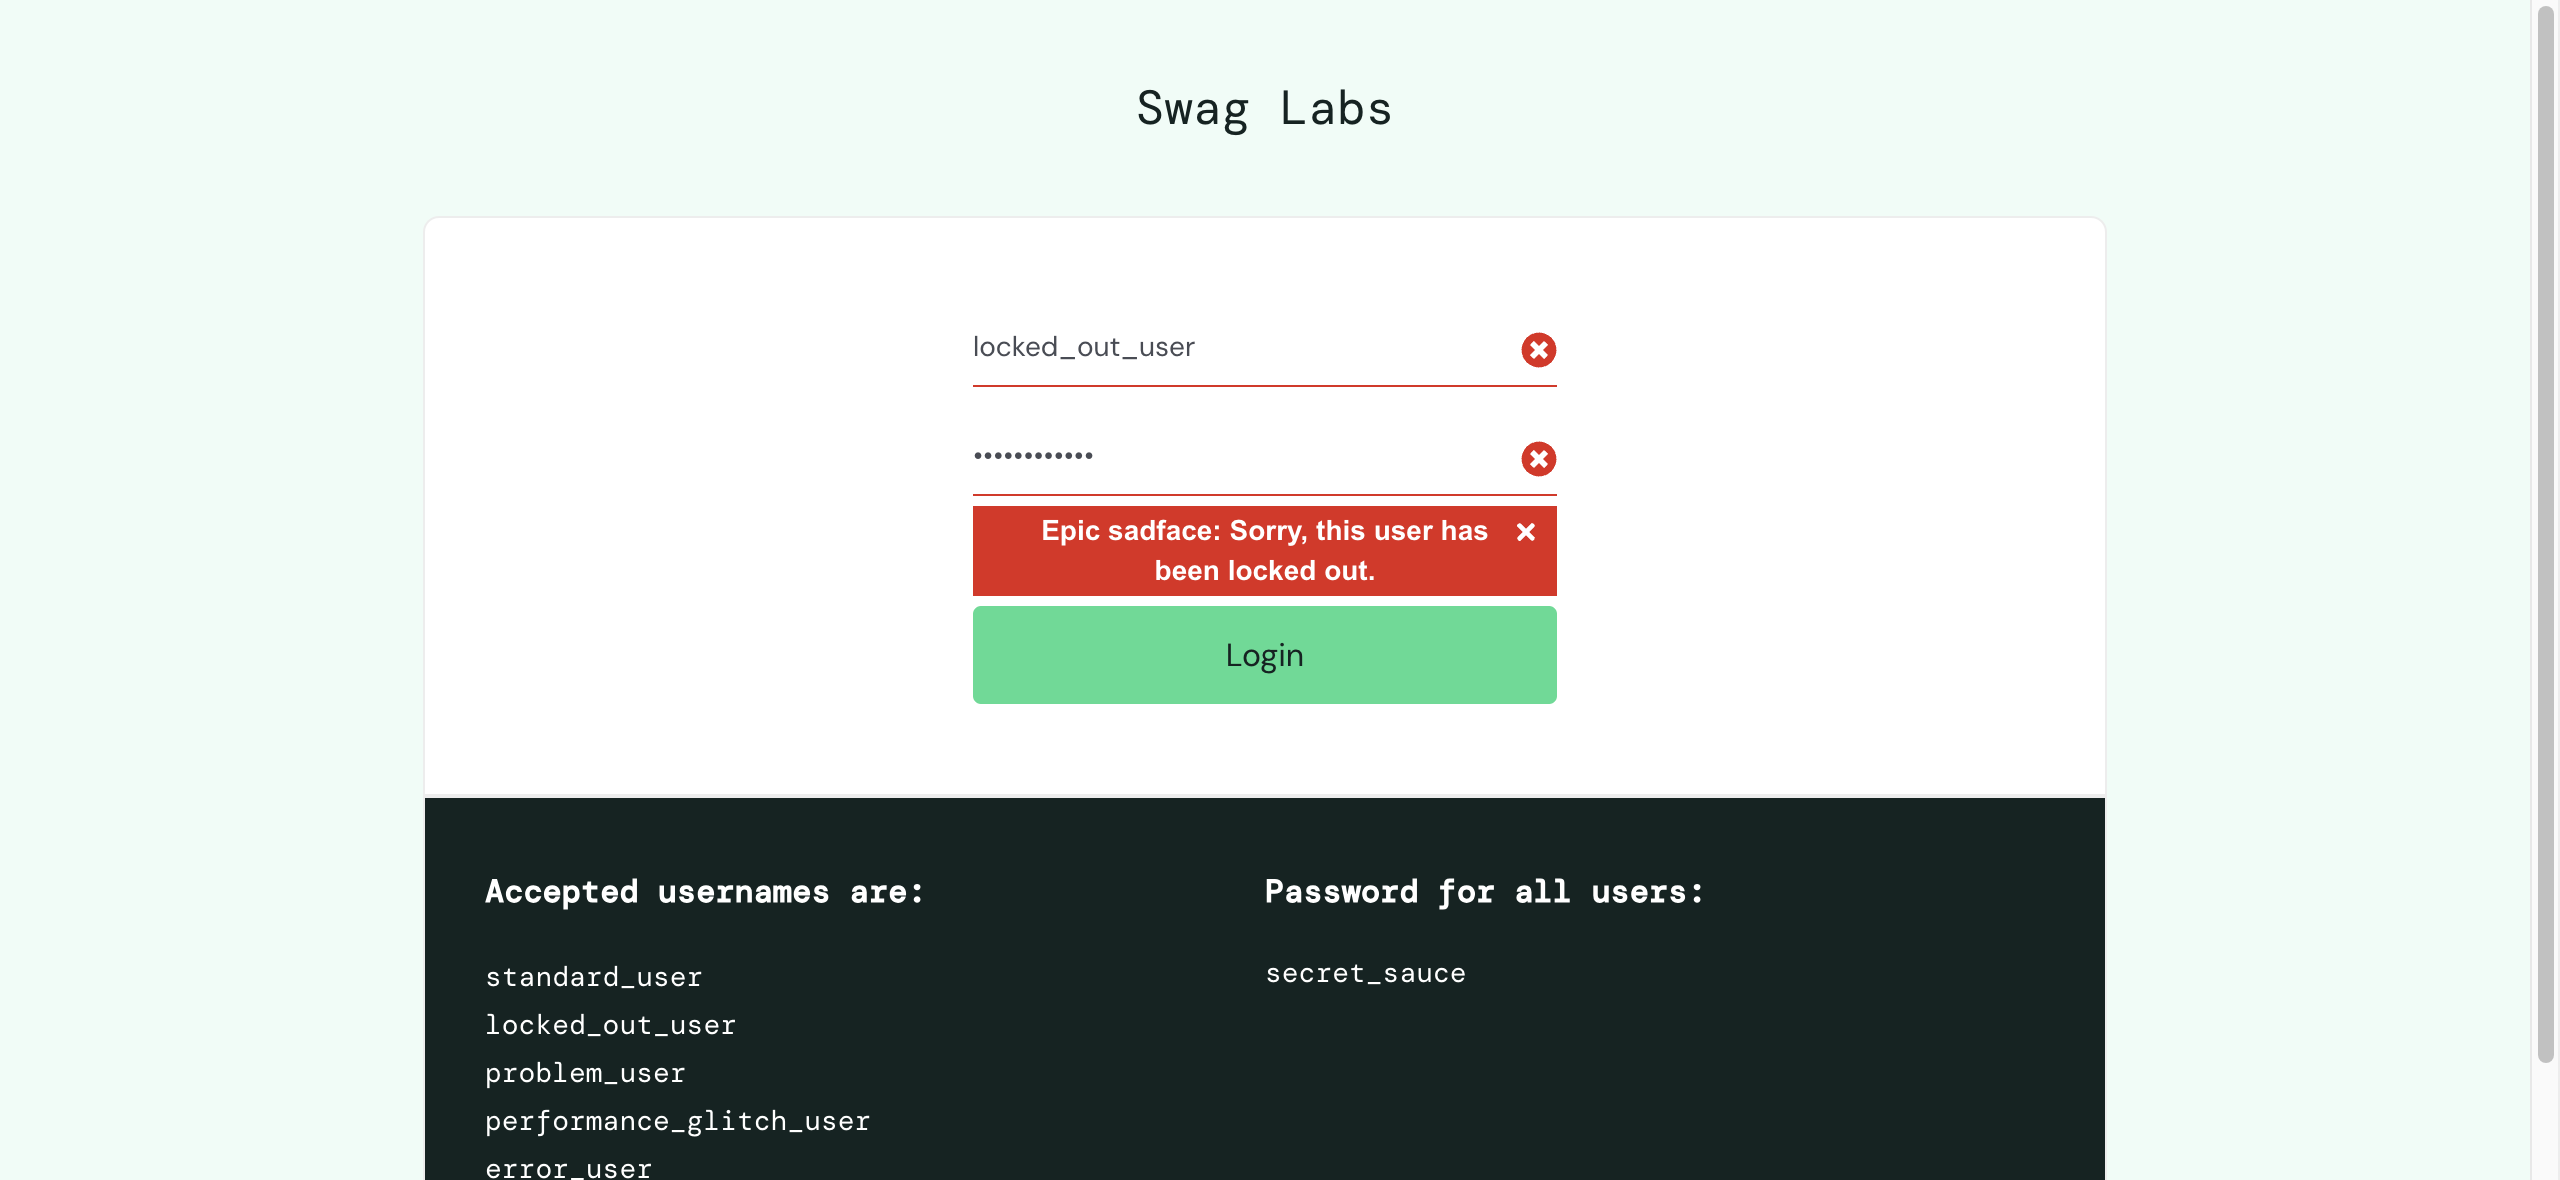 Swag Labs
locked_out_user
••••••••••••
Epic sadface: Sorry, this user has
been locked out.
Login
Accepted usernames are:
standard_user
locked_out_user
problem_user
performance_glitch_user
error_user
Password for all users:
secret_sauce